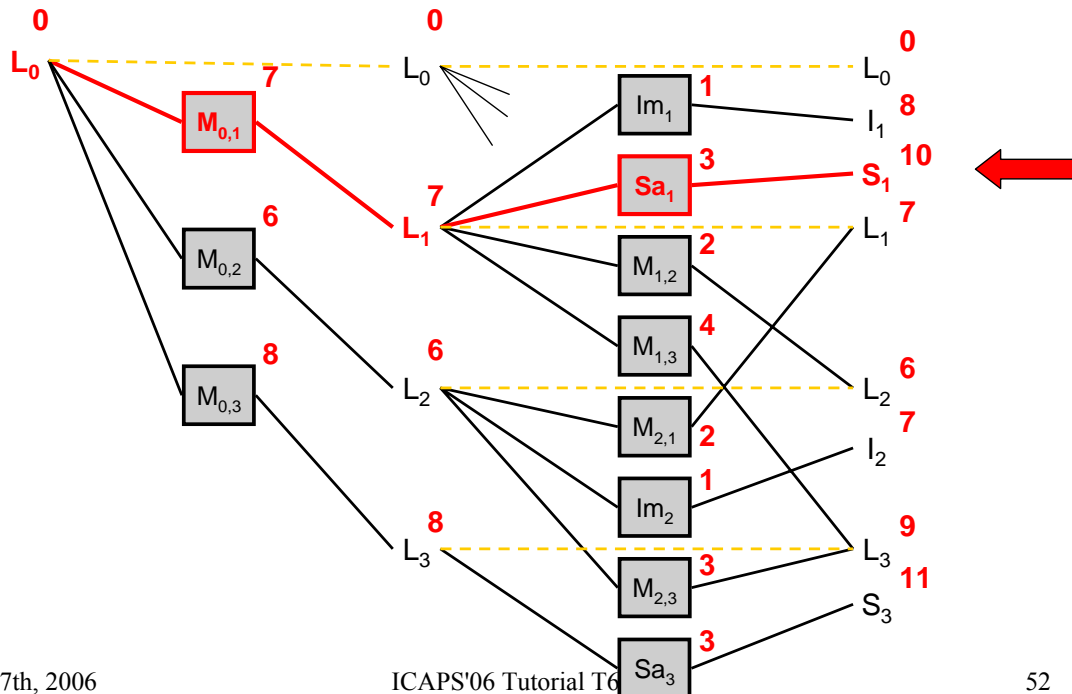 0 0 0
L0 L0 L0
7
M0,1
1
Im1
8
I1
3
Sa1
10
S1
7
L1
7
L1
6
M0,2
2
M1,2
4
M1,3
8
M0,3
6
L2
6
L2
M2,1
2
7
I2
1
Im2
8
L3
9
L3
3
M2,3
11
S3
3
Sa3
7th, 2006 ICAPS'06 Tutorial T6 52